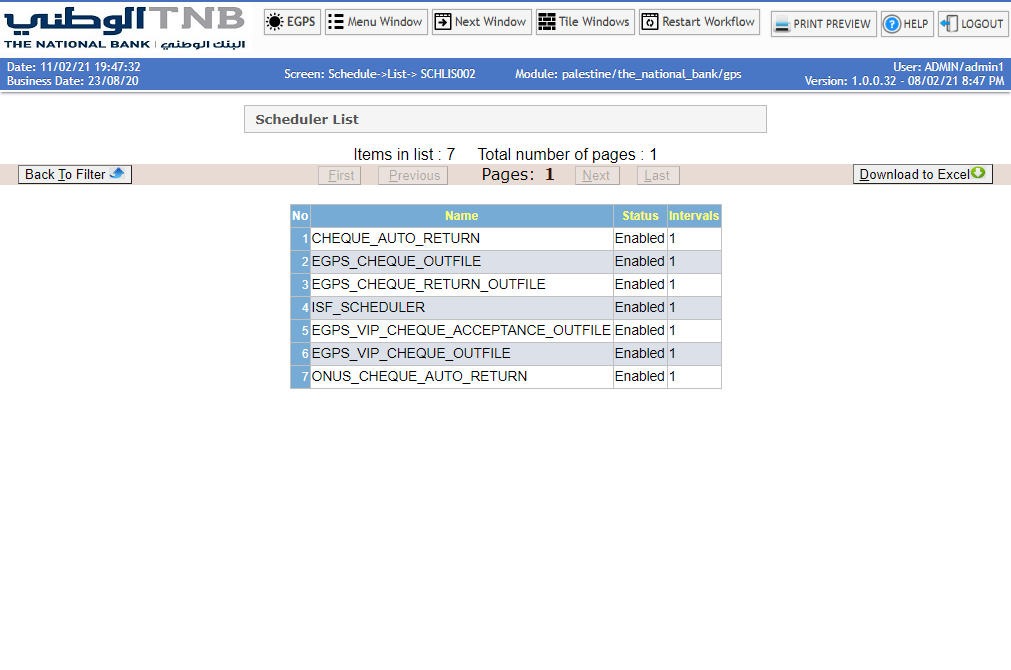 الوطني TNB
THE NATIONAL BANK | البنك الوطني
EGPS Menu Window Next Window Tile Windows Restart Workflow PRINT PREVIEW HELP LOGOUT
Date: 11/02/21 19:47:32
Business Date: 23/08/20
Screen: Schedule->List-> SCHLIS002
Module: palestine/the_national_bank/gps
User: ADMIN/admin1
Version: 1.0.0.32 - 08/02/21 8:47 PM
Scheduler List
Items in list : 7 Total number of pages : 1
Back To Filter First Previous Pages: 1 Next Last Download to Excel
No Name Status Intervals
1 CHEQUE_AUTO_RETURN Enabled 1
2 EGPS_CHEQUE_OUTFILE Enabled 1
3 EGPS_CHEQUE_RETURN_OUTFILE Enabled 1
4 ISF_SCHEDULER Enabled 1
5 EGPS_VIP_CHEQUE_ACCEPTANCE_OUTFILE Enabled 1
6 EGPS_VIP_CHEQUE_OUTFILE Enabled 1
7 ONUS_CHEQUE_AUTO_RETURN Enabled 1